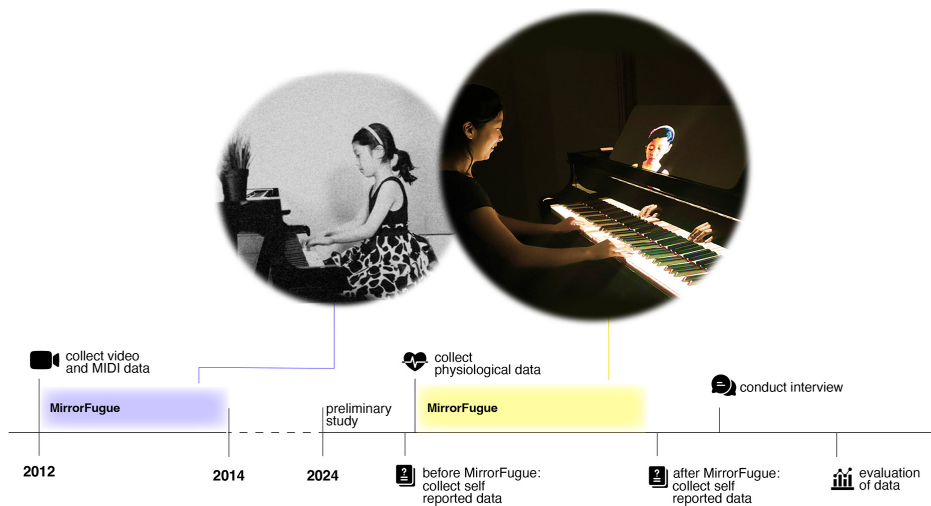 collect video
and MIDI data
collect
physiological data
conduct interview
MirrorFugue
MirrorFugue
preliminary
study
2012
2014
2024
before MirrorFugue:
collect self
reported data
after MirrorFugue:
collect self
reported data
evaluation
of data